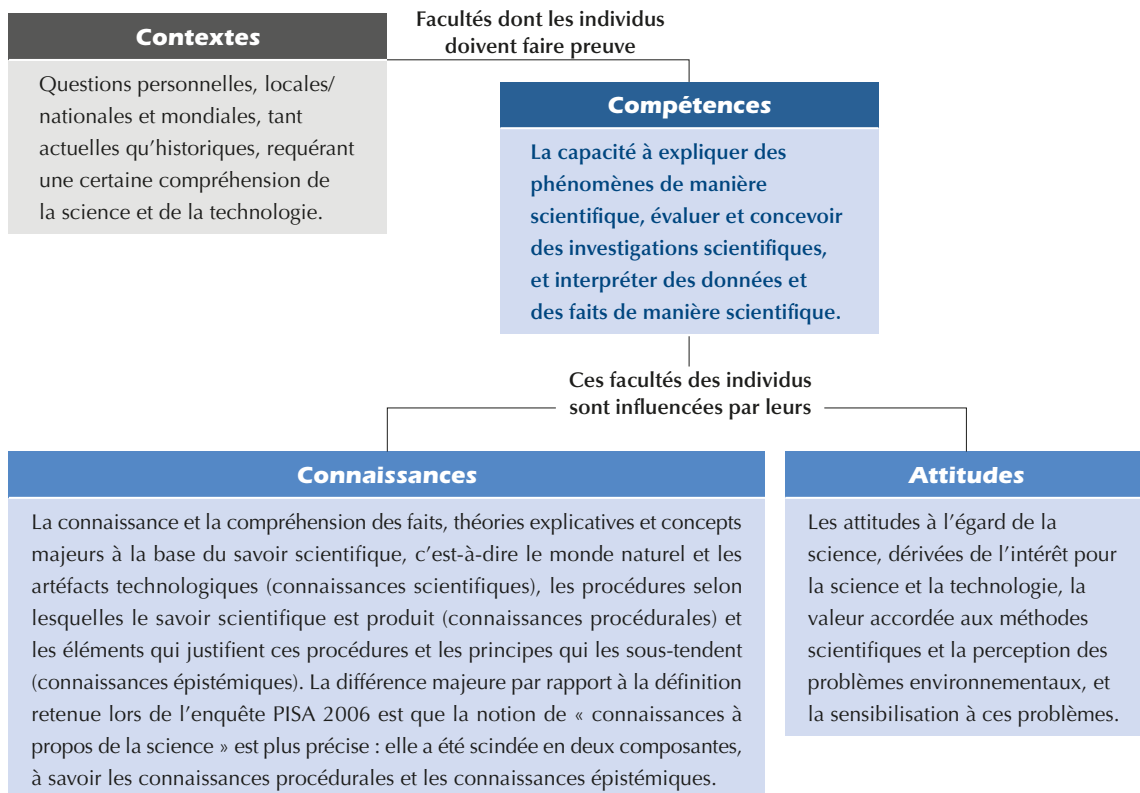 Contextes
Questions personnelles, locales/
nationales et mondiales, tant
actuelles qu'historiques, requérant
une certaine compréhension de
la science et de la technologie.
Facultés dont les individus
doivent faire preuve
Compétences
La capacité à expliquer des
phénomènes de manière
scientifique, évaluer et concevoir
des investigations scientifiques,
et interpréter des données et
des faits de manière scientifique.
Ces facultés des individus
sont influencées par leurs
Connaissances
La connaissance et la compréhension des faits, théories explicatives et concepts
majeurs à la base du savoir scientifique, c'est-à-dire le monde naturel et les
artéfacts technologiques (connaissances scientifiques), les procédures selon
lesquelles le savoir scientifique est produit (connaissances procédurales) et
les éléments qui justifient ces procédures et les principes qui les sous-tendent
(connaissances épistémiques). La différence majeure par rapport à la définition
retenue lors de l'enquête PISA 2006 est que la notion de « connaissances à
propos de la science » est plus précise : elle a été scindée en deux composantes,
à savoir les connaissances procédurales et les connaissances épistémiques.
Attitudes
Les attitudes à l'égard de la
science, dérivées de l'intérêt pour
la science et la technologie, la
valeur accordée aux méthodes
scientifiques et la perception des
problèmes environnementaux, et
la sensibilisation à ces problèmes.